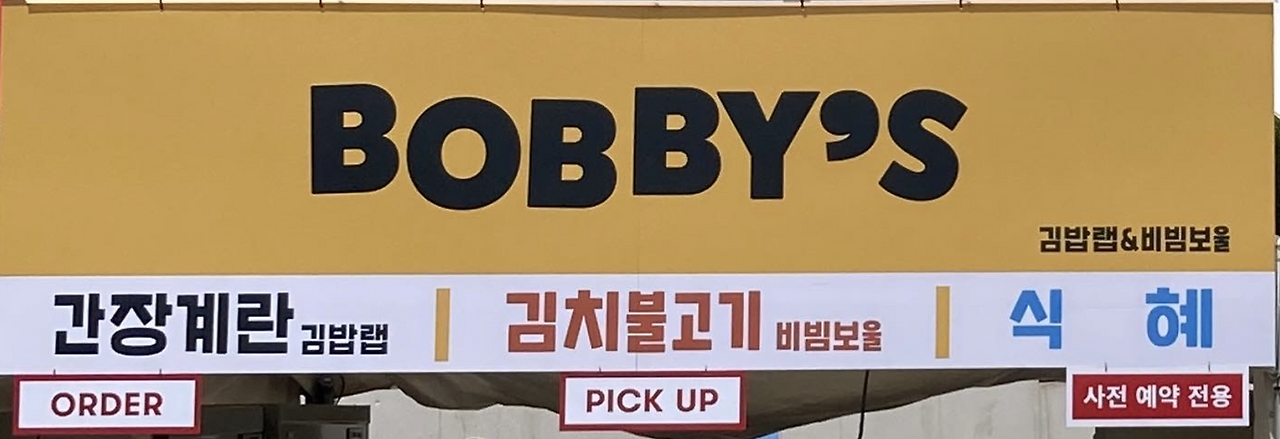 BOBBY'S
김밥랩&비빔보울
간장계란 김밥랩 김치불고기 비빔보울 식 혜
ORDER
PICK UP
사전 예약 전용